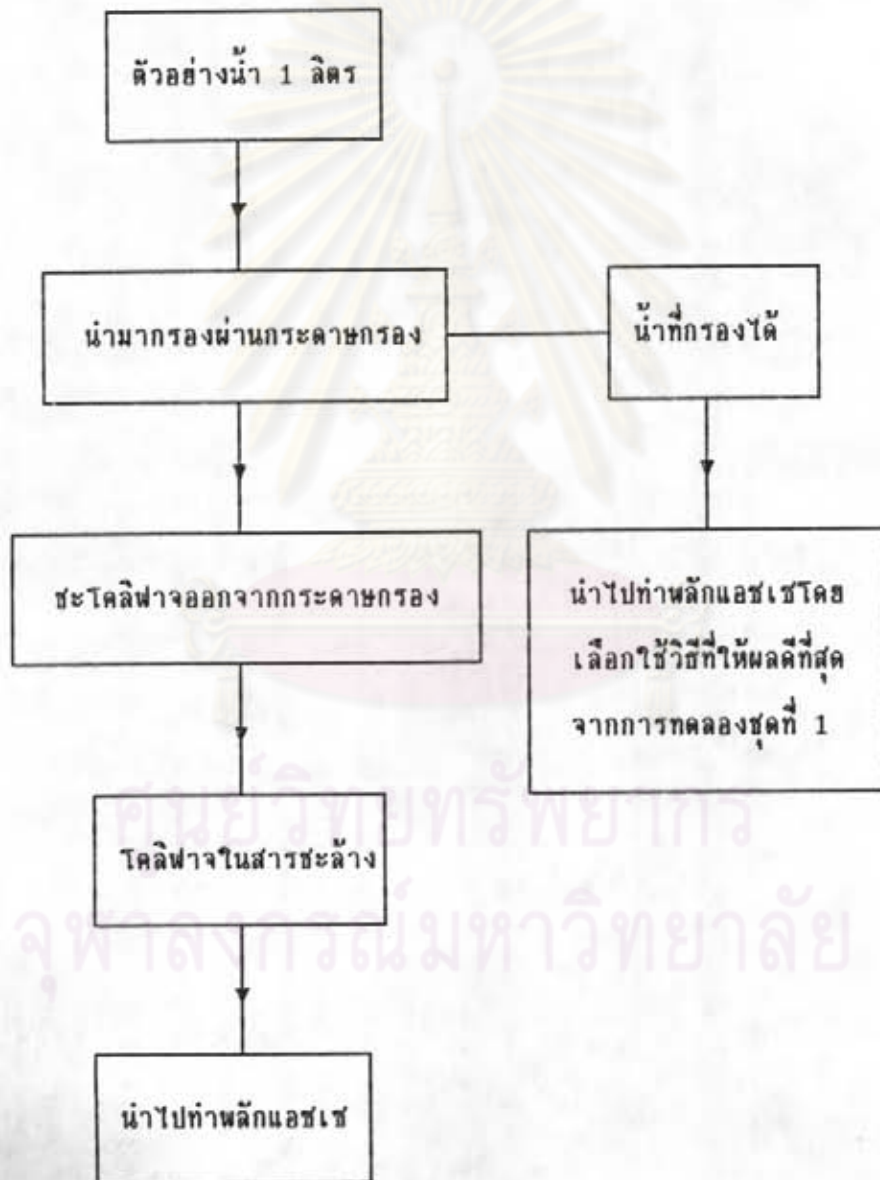 ตัวอย่างน้ำ 1 ลิตร
นำมากรองผ่านกระดาษกรอง
น้ำที่กรองได้
ชะโคลิฟาจออกจากกระดาษกรอง
นำไปทำพลักแอชเชโดย
เลือกใช้วิธีที่ให้ผลดีที่สุด
จากการทดลองชุดที่ 1
โคลิฟาจในสารชะล้าง
นำไปทำพลักแอชเช
ศูนย์วิทยทรัพยากร
จุฬาลงกรณ์มหาวิทยาลัย